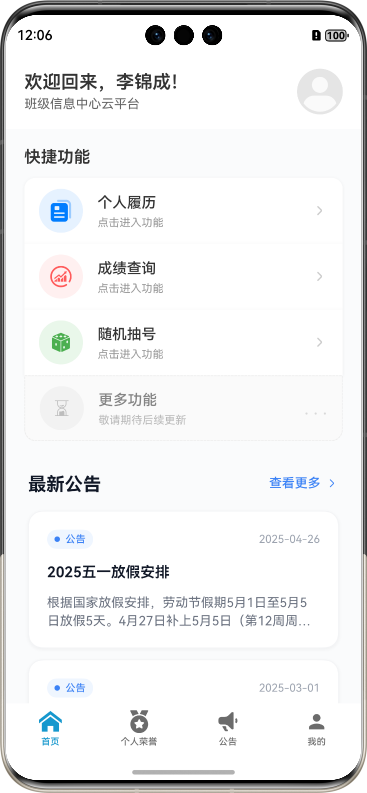 12:06
100
欢迎回来，李锦成！
班级信息中心云平台
快捷功能
个人履历
点击进入功能
成绩查询
点击进入功能
随机抽号
点击进入功能
更多功能
敬请期待后续更新
...
最新公告
查看更多
公告
2025-04-26
2025五一放假安排
根据国家放假安排，劳动节假期5月1日至5月5
日放假5天。4月27日补上5月5日（第12周周...
公告
2025-03-01
首页
个人荣誉
公告
我的